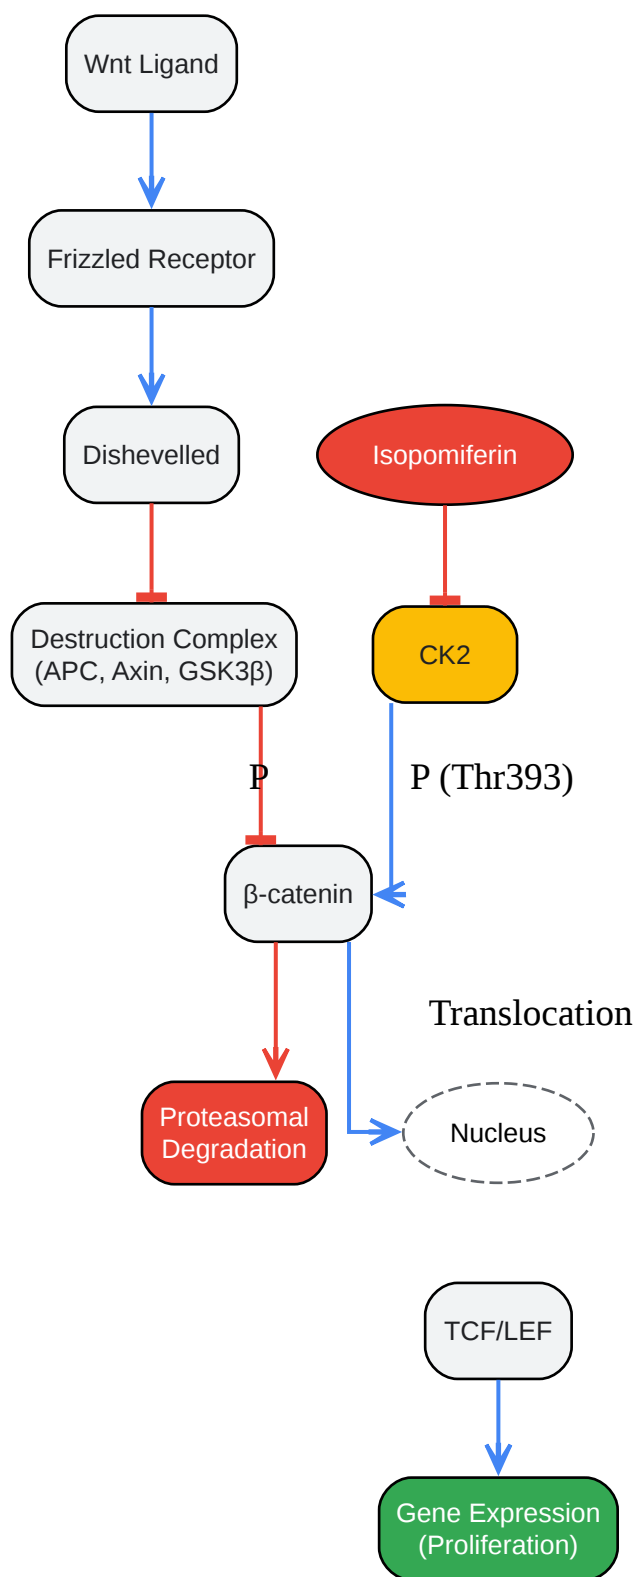 Wnt Ligand
Frizzled Receptor
Dishevelled
Isopomiferin
Destruction Complex
(APC, Axin, GSK3β)
CK2
P
P (Thr393)
β-catenin
Translocation
Proteasomal
Degradation
Nucleus
TCF/LEF
Gene Expression
(Proliferation)